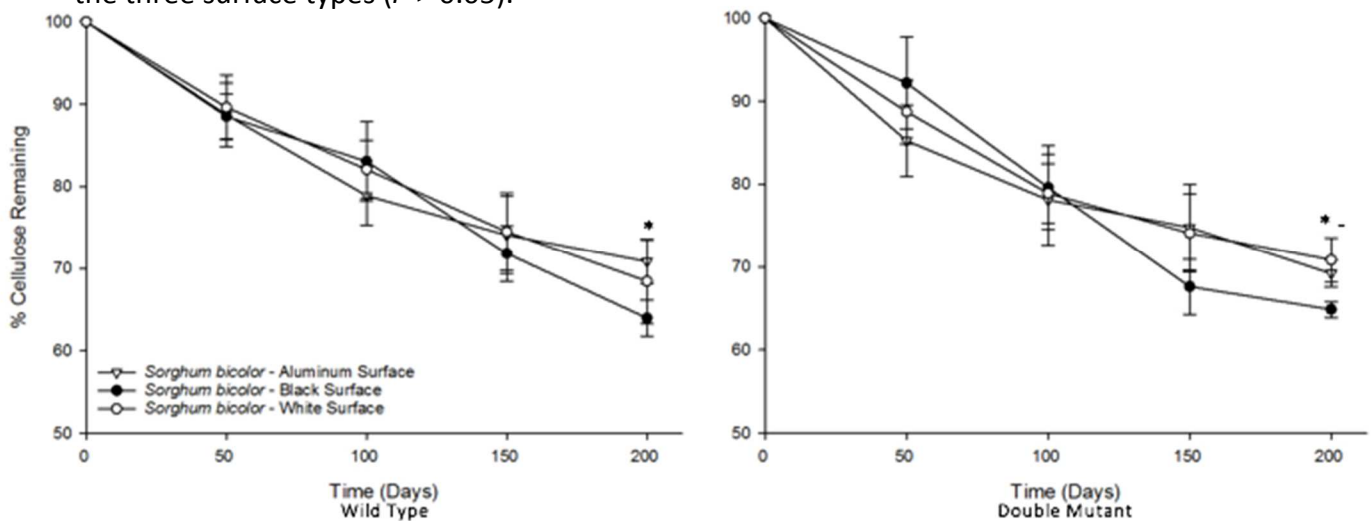 the three surface types (P > 0.05).
100
90
80
70
60
50
% Cellulose Remaining
*
Sorghum bicolor - Aluminum Surface
Sorghum bicolor - Black Surface
Sorghum bicolor - White Surface
0 50 100 150 200
Time (Days)
Wild Type
100
90
80
70
60
50
* -
0 50 100 150 200
Time (Days)
Double Mutant